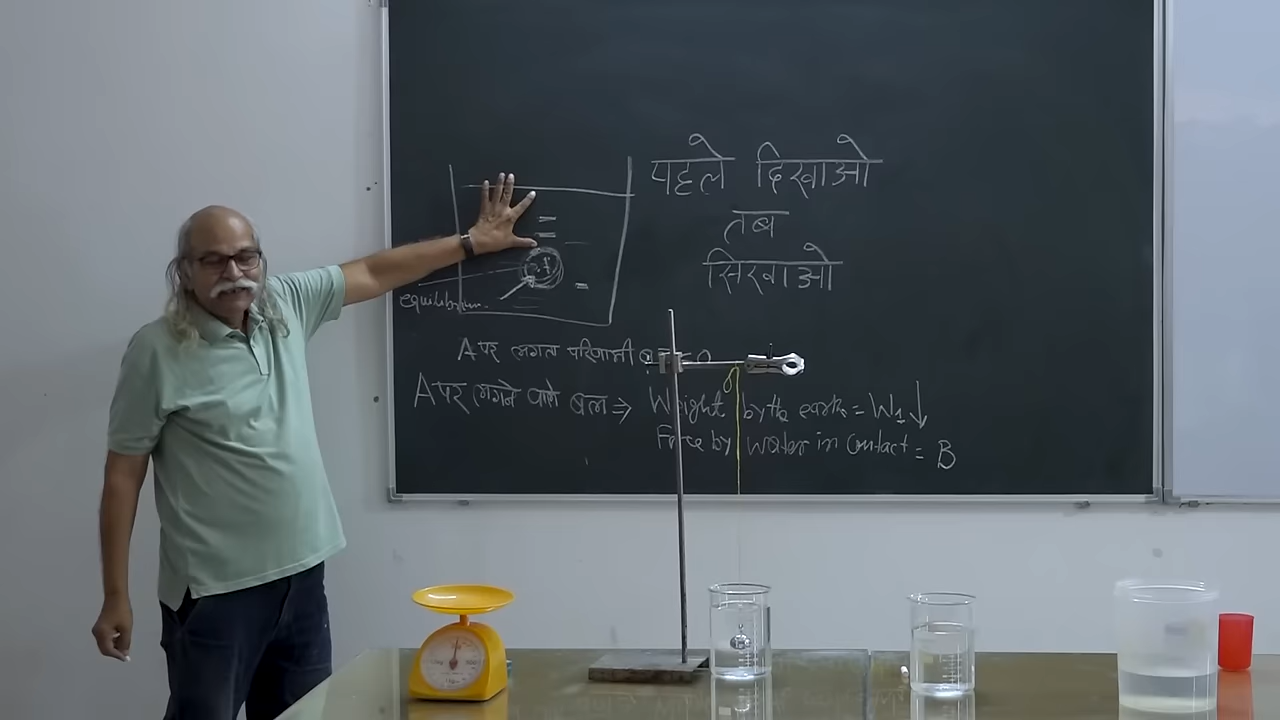 पहले दिखाओ
तब
सिखाओ
A
equilibrium
A पर लगता परिणामी = 0
A पर लगने वाले बल ⇒ Weight by the earth = W₁ ↓
Force by water in contact = B